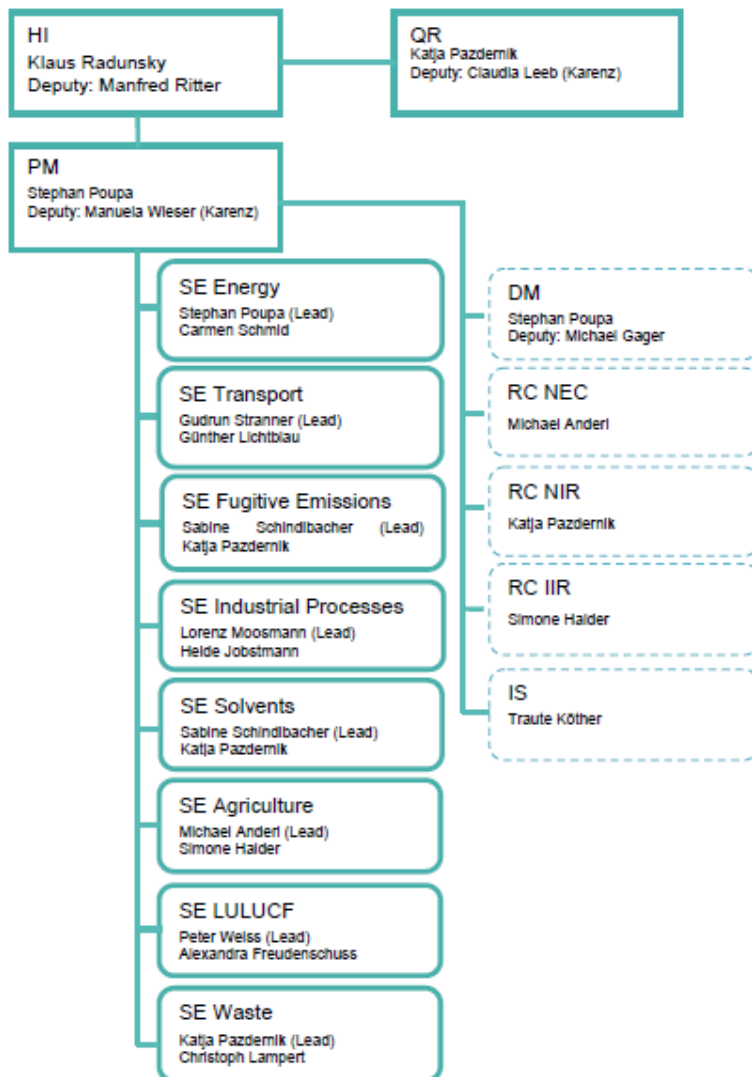 HI
Klaus Radunsky
Deputy: Manfred Ritter
QR
Katja Pazdernik
Deputy: Claudia Leeb (Karenz)
PM
Stephan Poupa
Deputy: Manuela Wieser (Karenz)
SE Energy
Stephan Poupa (Lead)
Carmen Schmid
SE Transport
Gudrun Stranner (Lead)
Günther Lichtblau
SE Fugitive Emissions
Sabine Schindlbacher (Lead)
Katja Pazdernik
SE Industrial Processes
Lorenz Moosmann (Lead)
Heide Jobstmann
SE Solvents
Sabine Schindlbacher (Lead)
Katja Pazdernik
SE Agriculture
Michael Anderl (Lead)
Simone Haider
SE LULUCF
Peter Weiss (Lead)
Alexandra Freudenschuss
SE Waste
Katja Pazdernik (Lead)
Christoph Lampert
DM
Stephan Poupa
Deputy: Michael Gager
RC NEC
Michael Anderl
RC NIR
Katja Pazdernik
RC IIR
Simone Haider
IS
Traute Köther